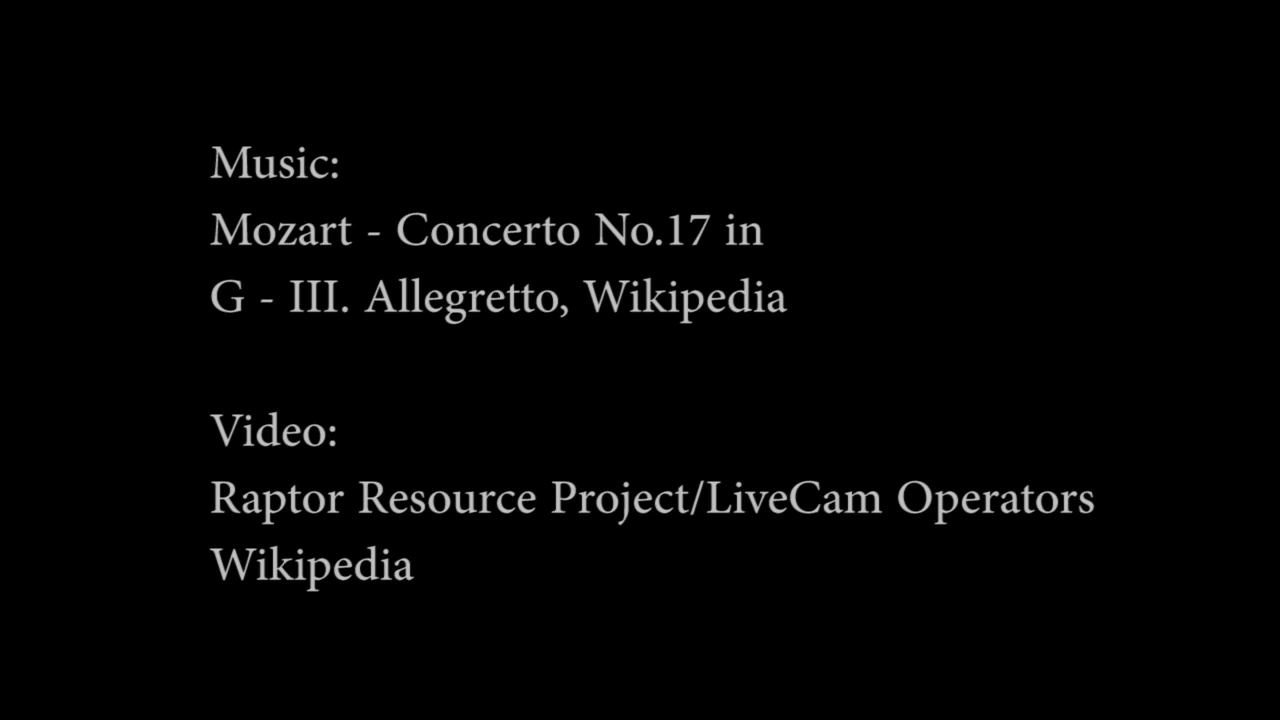 Music:
Mozart - Concerto No.17 in
G - III. Allegretto, Wikipedia
Video:
Raptor Resource Project/LiveCam Operators
Wikipedia